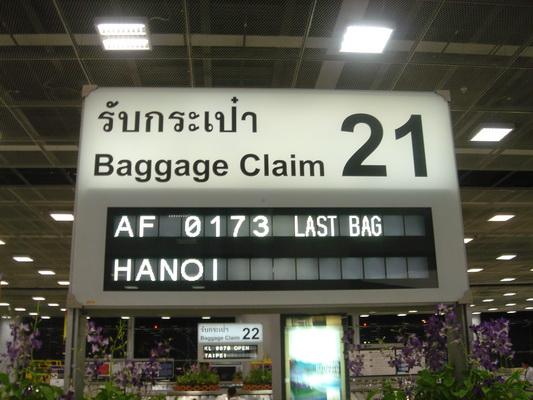 รับกระเป๋า
Baggage Claim
21
AF 0173 LAST BAG
HANOI
รับกระเป๋า
Baggage Claim
22
KL 0878 OPEN
TAIPEI